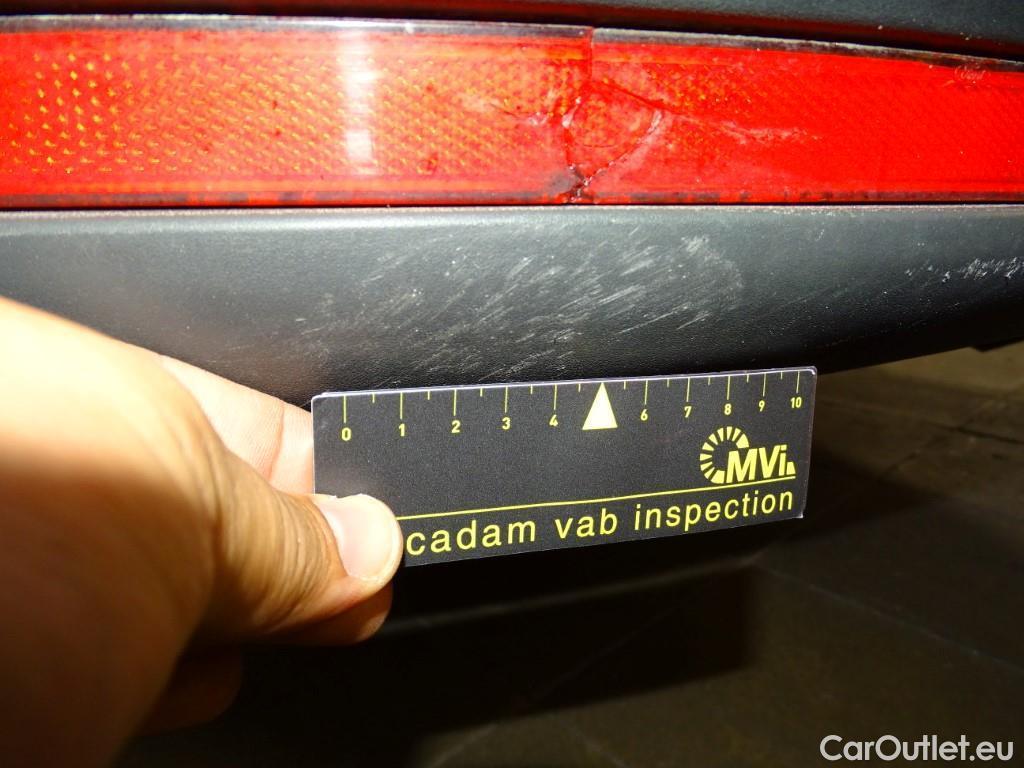 0 1 2 3 4 6 7 8 9 10
MVi
cadam vab inspection
CarOutlet.eu